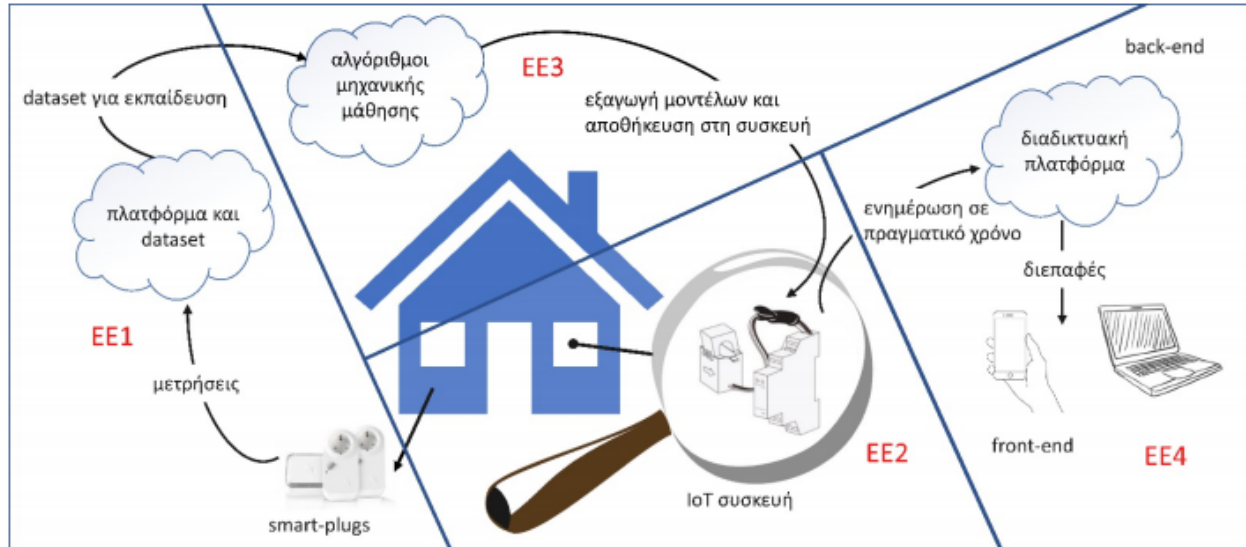 dataset για εκπαίδευση
αλγόριθμοι
μηχανικής
μάθησης
EE3
εξαγωγή μοντέλων και
αποθήκευση στη συσκευή
back-end
διαδικτυακή
πλατφόρμα
πλατφόρμα και
dataset
EE1
μετρήσεις
smart-plugs
ενημέρωση σε
πραγματικό χρόνο
διεπαφές
EE2
IoT συσκευή
front-end
EE4